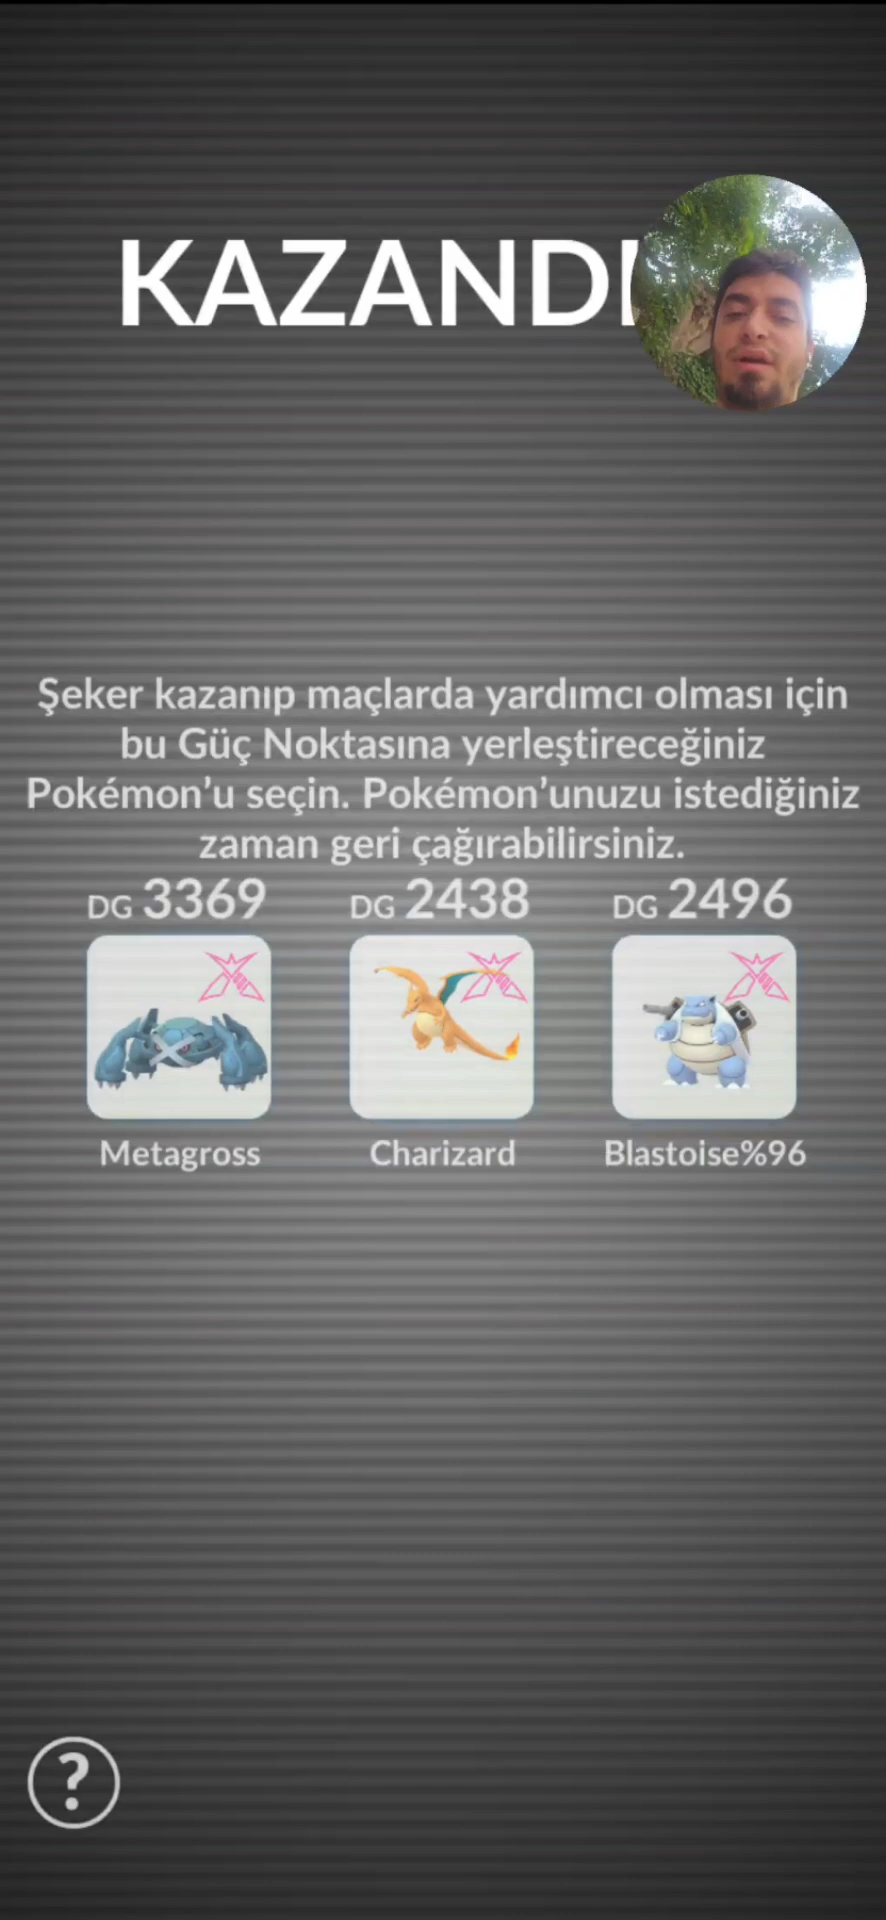 KAZANDI
Şeker kazanıp maçlarda yardımcı olması için
bu Güç Noktasına yerleştireceğiniz
Pokémon’u seçin. Pokémon’unuzu istediğiniz
zaman geri çağırabilirsiniz.
DG 3369 DG 2438 DG 2496
Metagross Charizard Blastoise%96
?